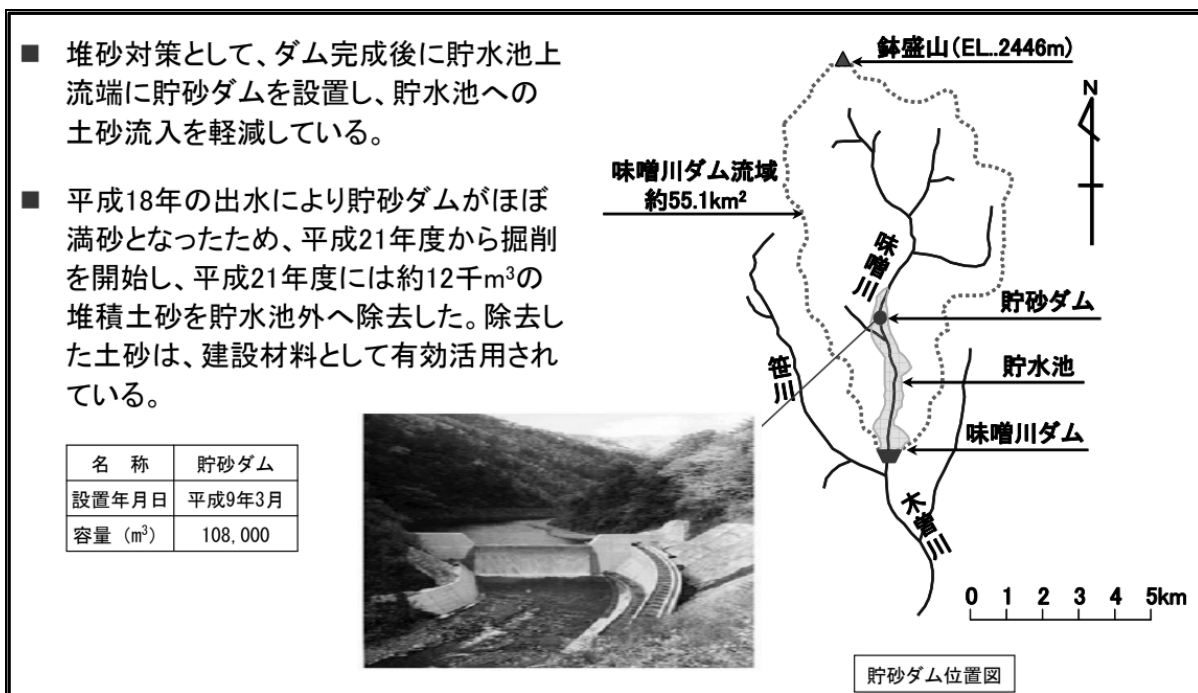 ■ 堆砂対策として、ダム完成後に貯水池上
流端に貯砂ダムを設置し、貯水池への
土砂流入を軽減している。
■ 平成18年の出水により貯砂ダムがほぼ
満砂となったため、平成21年度から掘削
を開始し、平成21年度には約12千m³の
堆積土砂を貯水池外へ除去した。除去し
た土砂は、建設材料として有効活用され
ている。
名 称 貯砂ダム
設置年月日 平成9年3月
容量 (m³) 108,000
鉢盛山(EL..2446m)
N
味噌川ダム流域
約55.1km²
味噌川
貯砂ダム
笹川
貯水池
味噌川ダム
木曽川
0 1 2 3 4 5km
貯砂ダム位置図